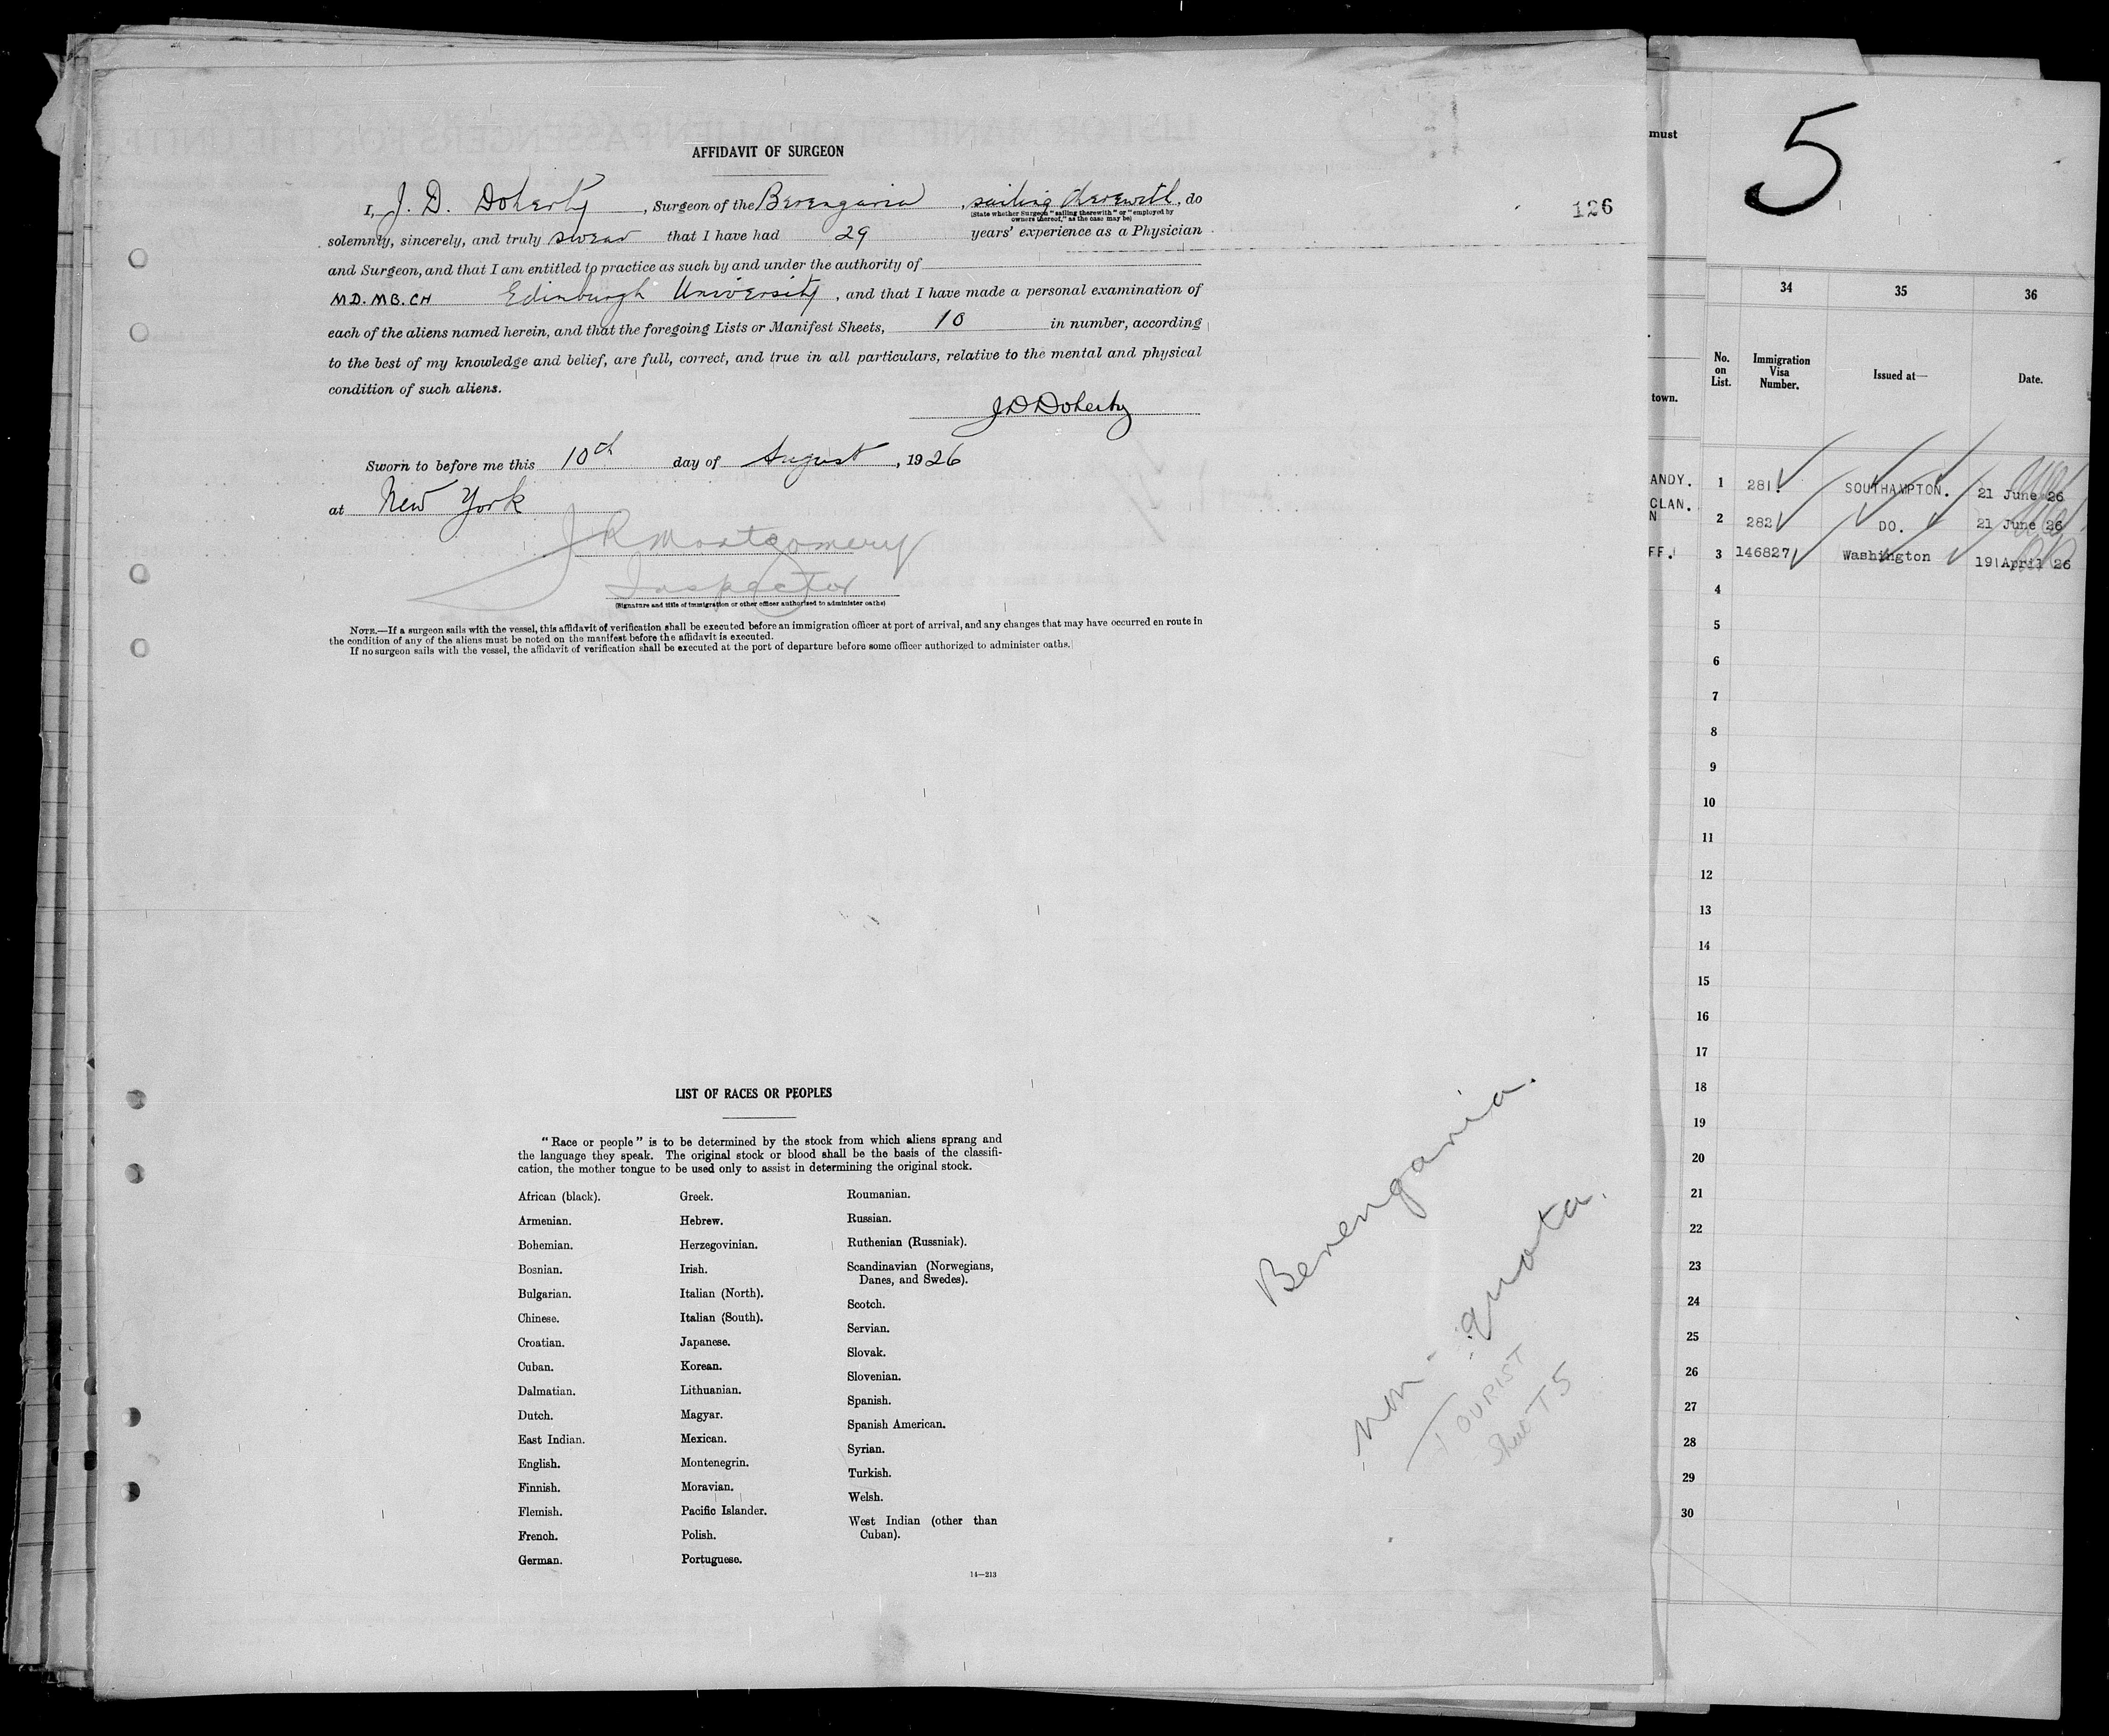 AFFIDAVIT OF SURGEON
I, J. D. Doherty, Surgeon of the Berengaria, sailing therewith, do
(State whether Surgeon "sailing therewith" or "employed by
owners thereof," as the case may be)
solemnly, sincerely, and truly swear that I have had 29 years' experience as a Physician
and Surgeon, and that I am entitled to practice as such by and under the authority of
MD. MB. CH Edinburgh University, and that I have made a personal examination of
each of the aliens named herein, and that the foregoing Lists or Manifest Sheets, 10 in number, according
to the best of my knowledge and belief, are full, correct, and true in all particulars, relative to the mental and physical
condition of such aliens.
J D Doherty
Sworn to before me this 10th day of August, 1926
at New York
J R Montgomery
Inspector
(Signature and title of immigration or other officer authorized to administer oaths)
NOTE.—If a surgeon sails with the vessel, this affidavit of verification shall be executed before an immigration officer at port of arrival, and any changes that may have occurred en route in
the condition of any of the aliens must be noted on the manifest before the affidavit is executed.
If no surgeon sails with the vessel, the affidavit of verification shall be executed at the port of departure before some officer authorized to administer oaths.
126
LIST OF RACES OR PEOPLES
"Race or people" is to be determined by the stock from which aliens sprang and
the language they speak. The original stock or blood shall be the basis of the classifi-
cation, the mother tongue to be used only to assist in determining the original stock.
African (black).
Armenian.
Bohemian.
Bosnian.
Bulgarian.
Chinese.
Croatian.
Cuban.
Dalmatian.
Dutch.
East Indian.
English.
Finnish.
Flemish.
French.
German.
Greek.
Hebrew.
Herzegovinian.
Irish.
Italian (North).
Italian (South).
Japanese.
Korean.
Lithuanian.
Magyar.
Mexican.
Montenegrin.
Moravian.
Pacific Islander.
Polish.
Portuguese.
Roumanian.
Russian.
Ruthenian (Russniak).
Scandinavian (Norwegians,
Danes, and Swedes).
Scotch.
Servian.
Slovak.
Slovenian.
Spanish.
Spanish American.
Syrian.
Turkish.
Welsh.
West Indian (other than
Cuban).
14—213
Berengaria.
non-quota.
TOURIST
Sheet 5
must
5
34 35 36
No.
on
List.
Immigration
Visa
Number.
Issued at—
Date.
town.
ANDY. 1 281. SOUTHAMPTON. 21 June 26
CLAN.
N 2 282 DO. 21 June 26
FF. 3 146827 Washington 19 April 26
4
5
6
7
8
9
10
11
12
13
14
15
16
17
18
19
20
21
22
23
24
25
26
27
28
29
30